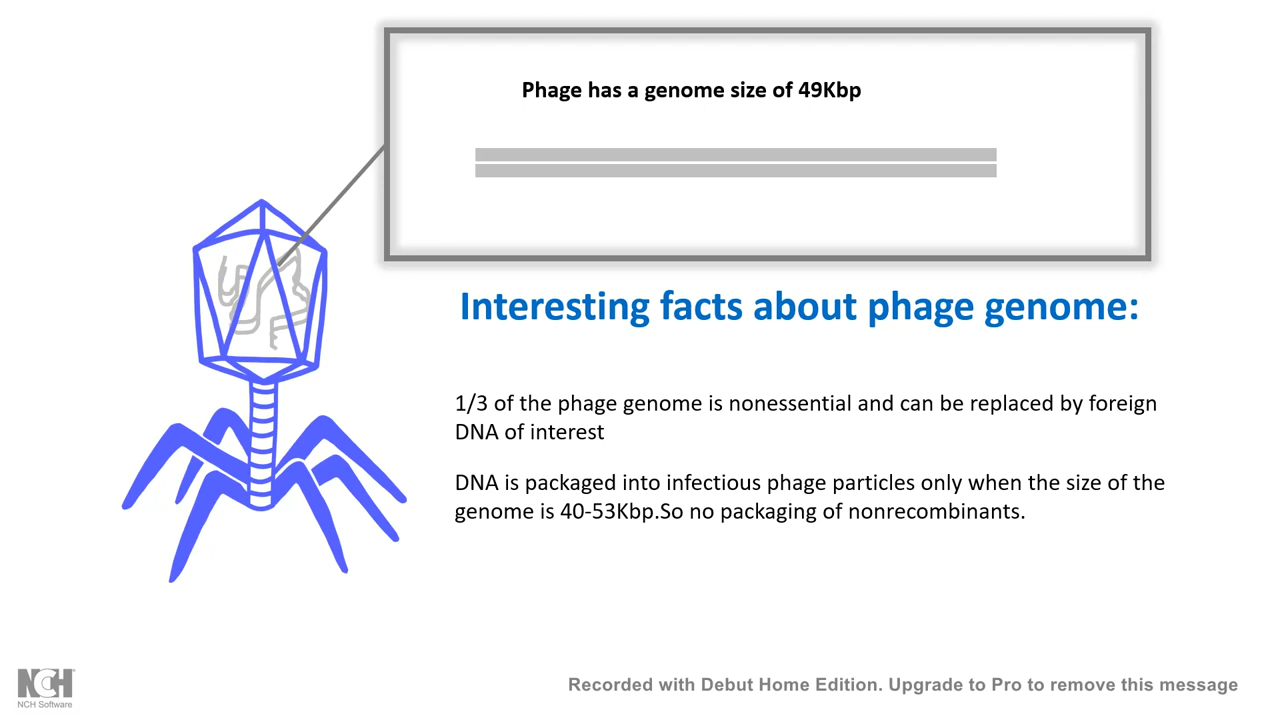 Phage has a genome size of 49Kbp
Interesting facts about phage genome:
1/3 of the phage genome is nonessential and can be replaced by foreign
DNA of interest
DNA is packaged into infectious phage particles only when the size of the
genome is 40-53Kbp.So no packaging of nonrecombinants.
NCH
NCH Software
Recorded with Debut Home Edition. Upgrade to Pro to remove this message